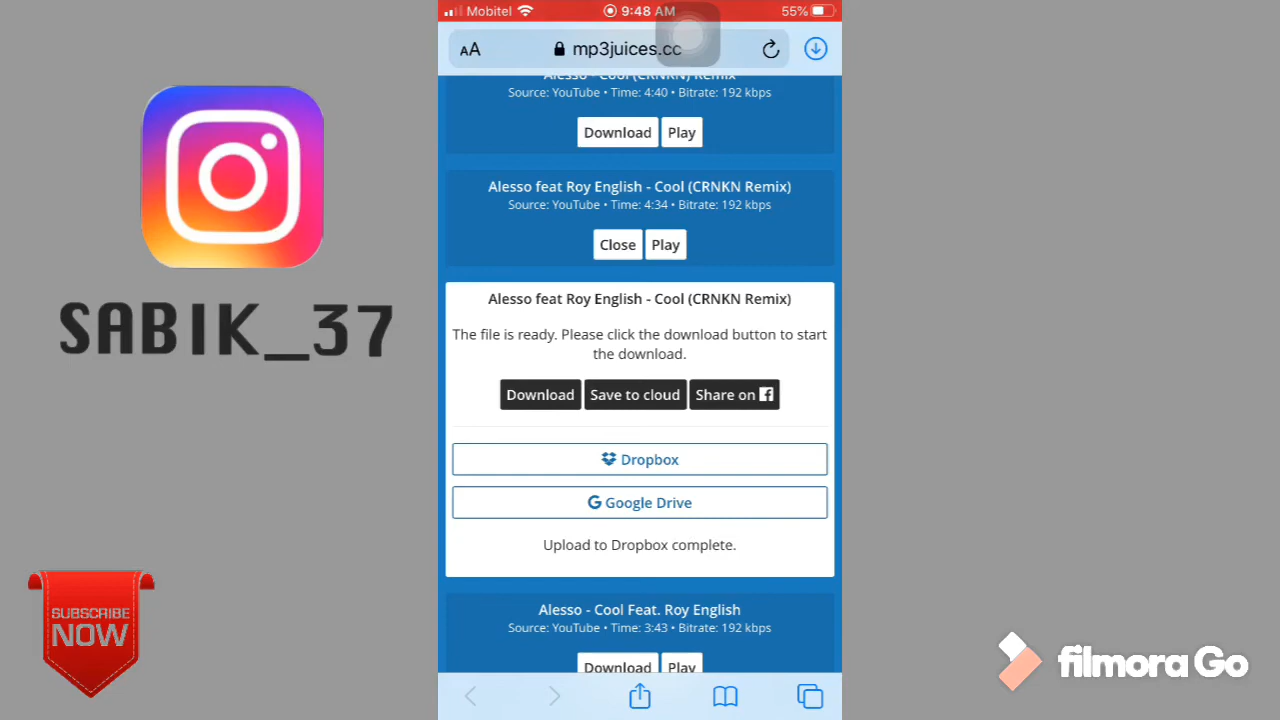 Mobitel
9:48 AM
55%
AA
mp3juices.cc
Alesso - Cool (CRNKN) Remix
Source: YouTube • Time: 4:40 • Bitrate: 192 kbps
Download
Play
Alesso feat Roy English - Cool (CRNKN Remix)
Source: YouTube • Time: 4:34 • Bitrate: 192 kbps
Close
Play
Alesso feat Roy English - Cool (CRNKN Remix)
The file is ready. Please click the download button to start
the download.
Download
Save to cloud
Share on
Dropbox
Google Drive
Upload to Dropbox complete.
Alesso - Cool Feat. Roy English
Source: YouTube • Time: 3:43 • Bitrate: 192 kbps
Download
Play
SABIK_37
SUBSCRIBE
NOW
filmora Go